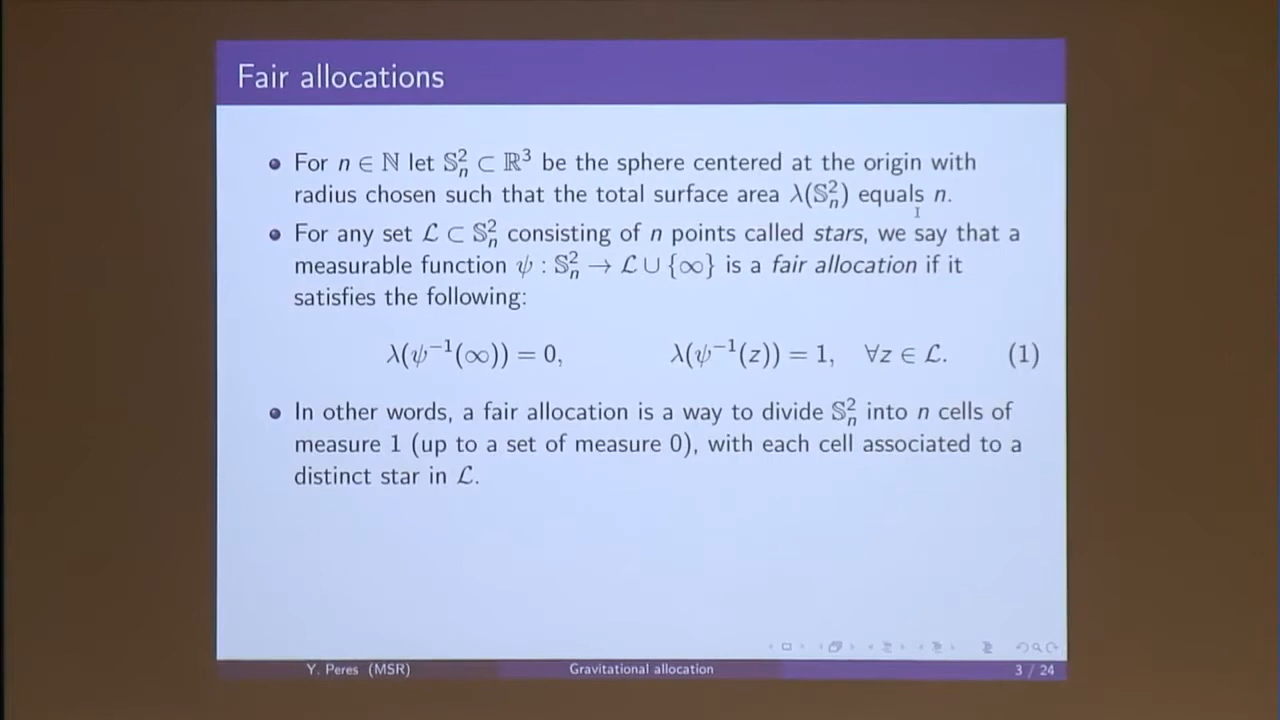 Fair allocations
For n ∈ ℕ let 𝕊²ₙ ⊂ ℝ³ be the sphere centered at the origin with
radius chosen such that the total surface area λ(𝕊²ₙ) equals n.
For any set ℒ ⊂ 𝕊²ₙ consisting of n points called stars, we say that a
measurable function ψ : 𝕊²ₙ → ℒ ∪ {∞} is a fair allocation if it
satisfies the following:
λ(ψ⁻¹(∞)) = 0, λ(ψ⁻¹(z)) = 1, ∀z ∈ ℒ. (1)
In other words, a fair allocation is a way to divide 𝕊²ₙ into n cells of
measure 1 (up to a set of measure 0), with each cell associated to a
distinct star in ℒ.
Y. Peres (MSR) Gravitational allocation 3 / 24